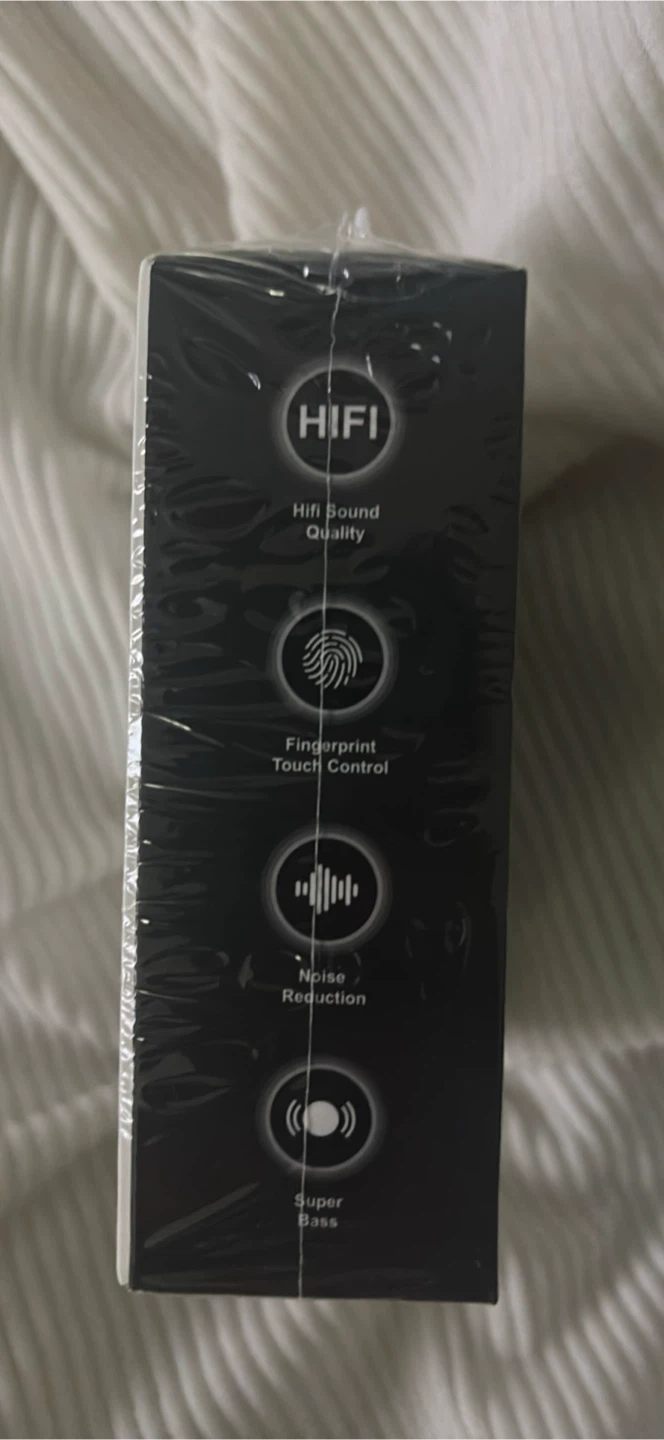 HIFI
Hifi Sound
Quality
Fingerprint
Touch Control
Noise
Reduction
Super
Bass